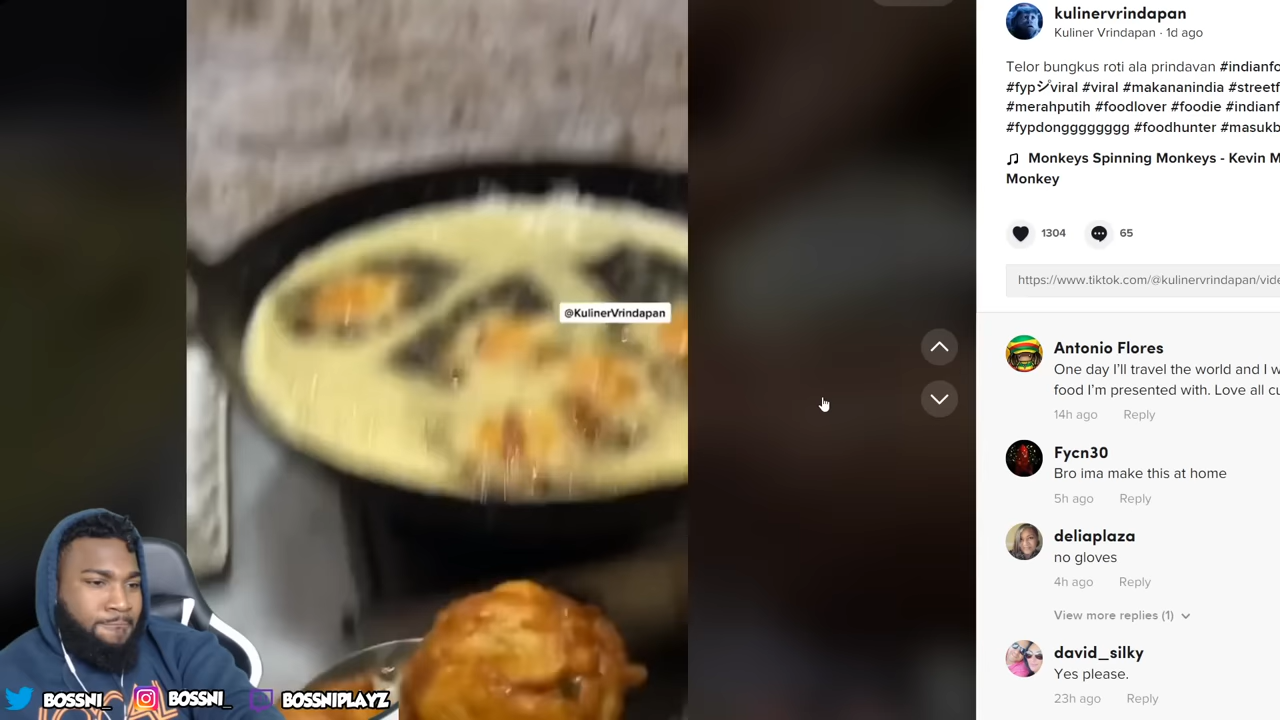 kulinervrindapan
Kuliner Vrindapan · 1d ago
Telor bungkus roti ala prindavan #indianfo
#fypジviral #viral #makananindia #streetf
#merahputih #foodlover #foodie #indianf
#fypdonggggggg #foodhunter #masukb
Monkeys Spinning Monkeys - Kevin M
Monkey
1304
65
https://www.tiktok.com/@kulinervrindapan/vide
@KulinerVrindapan
Antonio Flores
One day I'll travel the world and I w
food I'm presented with. Love all cu
14h ago Reply
Fycn30
Bro ima make this at home
5h ago Reply
deliaplaza
no gloves
4h ago Reply
View more replies (1)
david_silky
Yes please.
23h ago Reply
BOSSNI_ BOSSNI_ BOSSNIPLAYZ